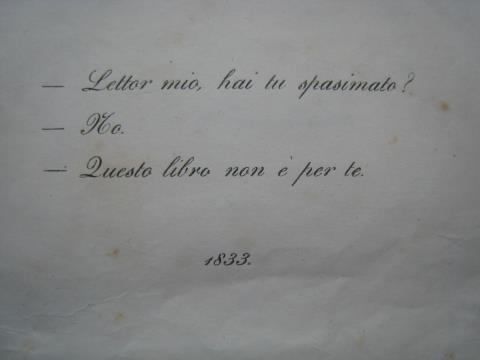 — Lettor mio, hai tu spasimato?
— No.
— Questo libro non è per te.
1833.